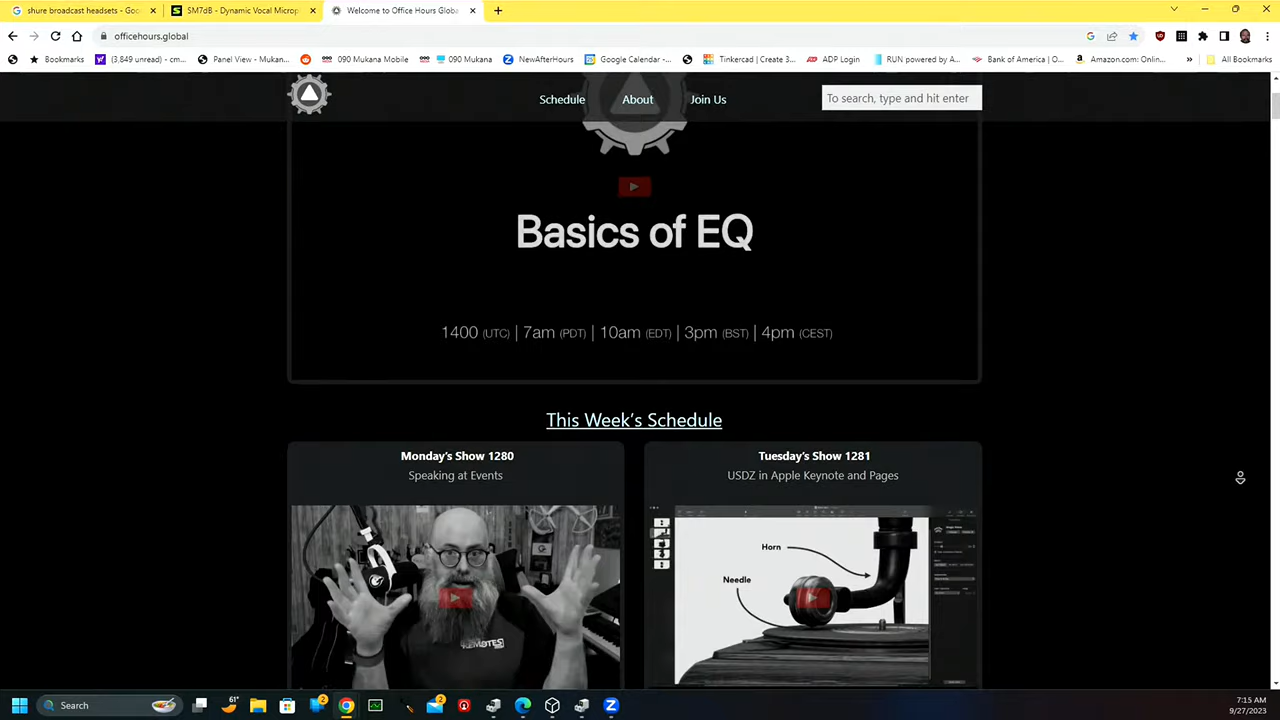 shure broadcast headsets - Goo
SM7dB - Dynamic Vocal Microp
Welcome to Office Hours Globa
officehours.global
Bookmarks
(3,849 unread) - cm...
Panel View - Mukan...
090 Mukana Mobile
090 Mukana
NewAfterHours
Google Calendar -...
Tinkercad | Create 3...
ADP Login
RUN powered by A...
Bank of America | O...
Amazon.com: Onlin...
»
All Bookmarks
Schedule
About
Join Us
To search, type and hit enter
Basics of EQ
1400 (UTC) | 7am (PDT) | 10am (EDT) | 3pm (BST) | 4pm (CEST)
This Week's Schedule
Monday's Show 1280
Speaking at Events
Tuesday's Show 1281
USDZ in Apple Keynote and Pages
Horn
Needle
REMOTES
Search
61°
2
2
7:15 AM
9/27/2023